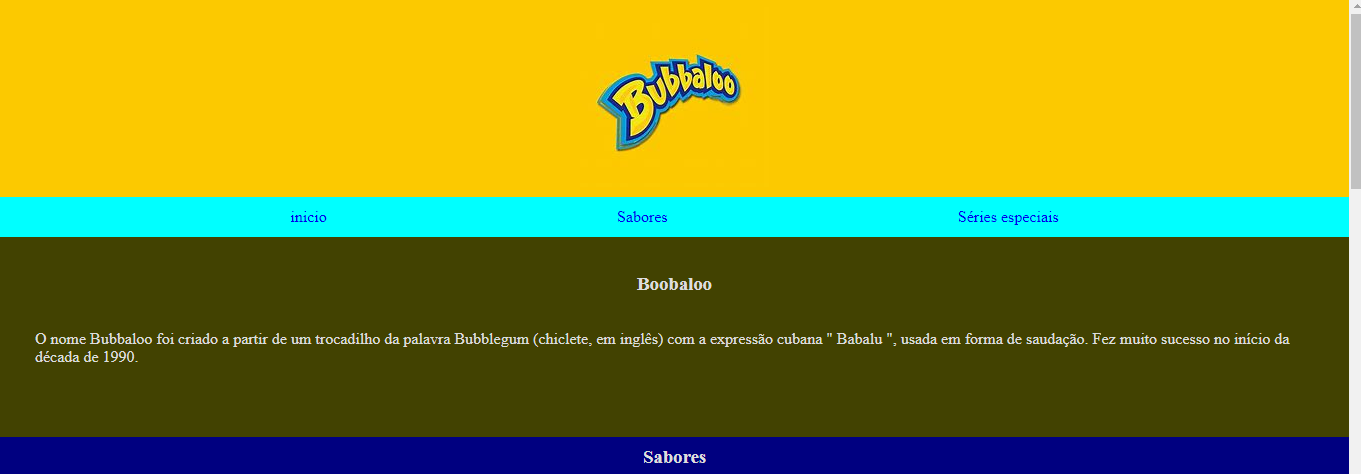 Bubbaloo
inicio Sabores Séries especiais
Boobaloo
O nome Bubbaloo foi criado a partir de um trocadilho da palavra Bubblegum (chiclete, em inglês) com a expressão cubana " Babalu ", usada em forma de saudação. Fez muito sucesso no início da
década de 1990.
Sabores